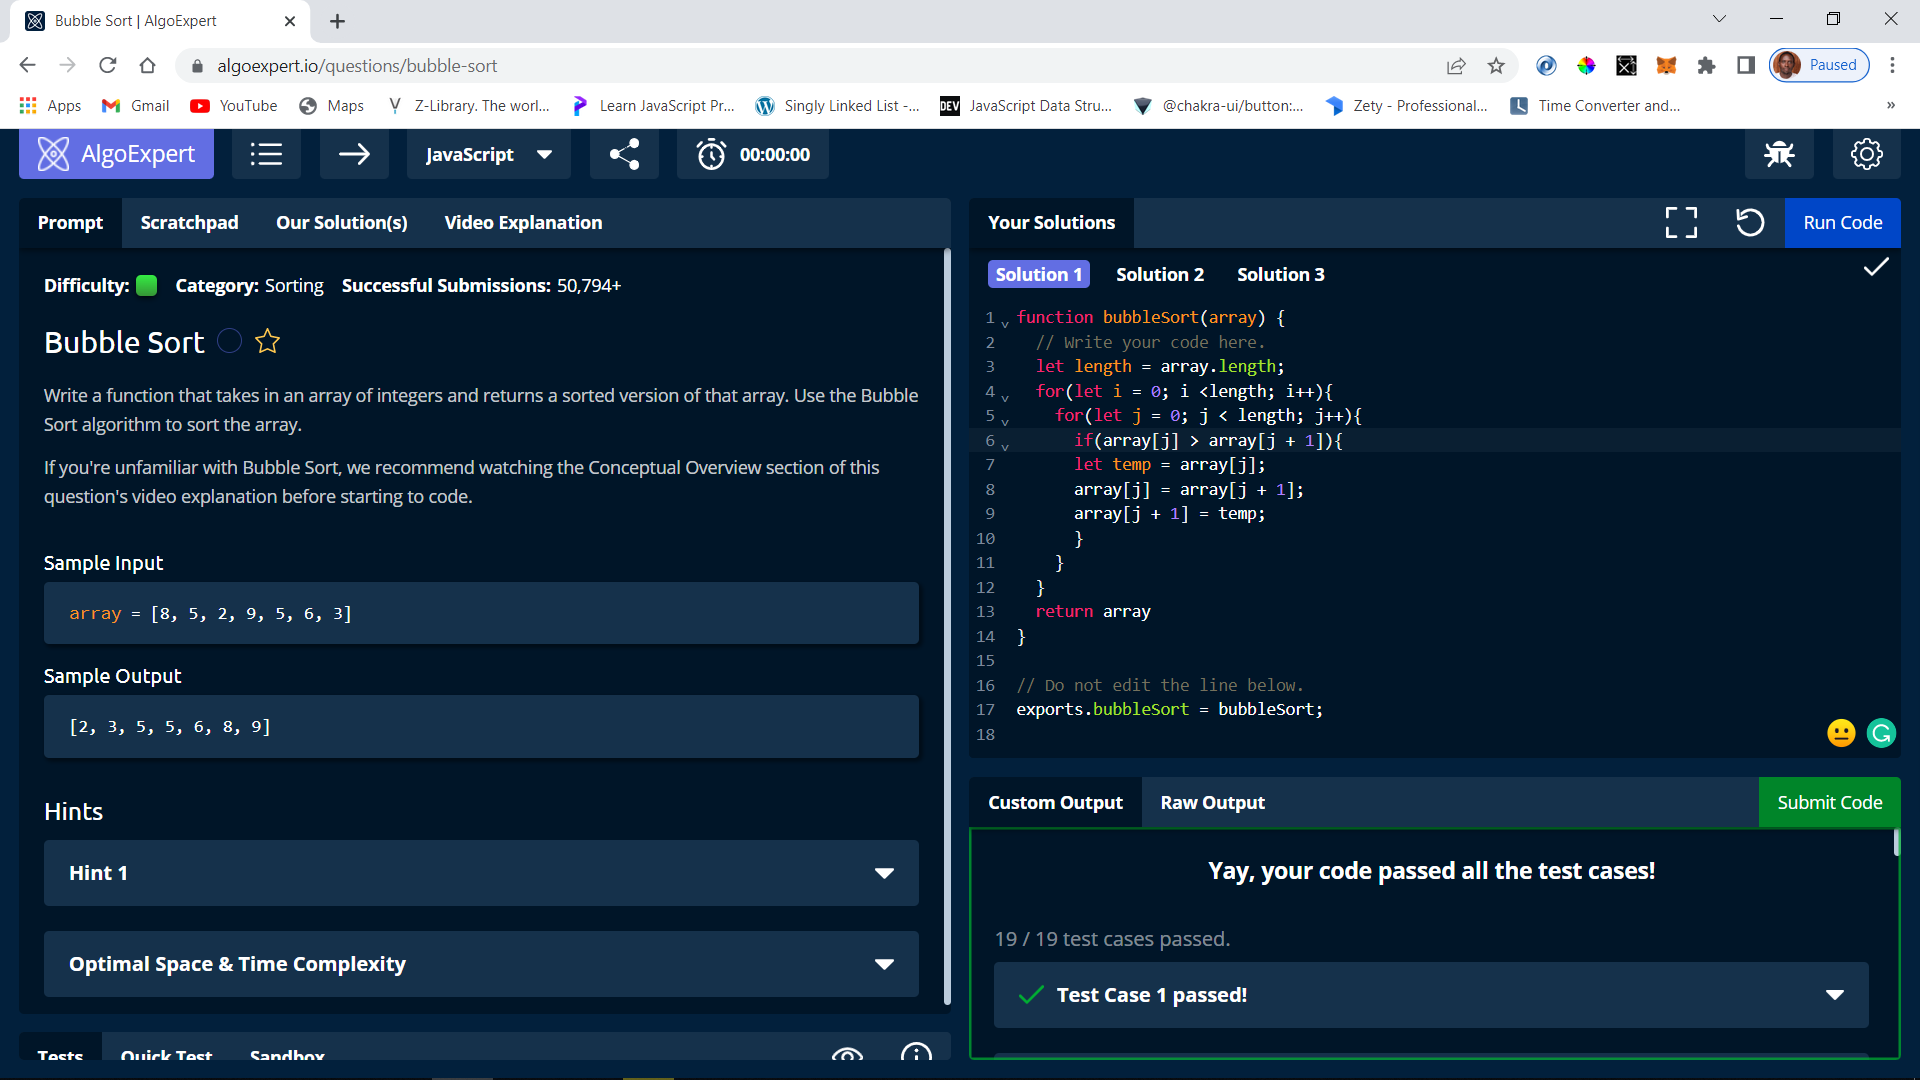 Bubble Sort | AlgoExpert
algoexpert.io/questions/bubble-sort
Paused
Apps
Gmail
YouTube
Maps
Z-Library. The worl...
Learn JavaScript Pr...
Singly Linked List -...
DEV
JavaScript Data Stru...
@chakra-ui/button:...
Zety - Professional...
Time Converter and...
»
AlgoExpert
JavaScript
00:00:00
Prompt
Scratchpad
Our Solution(s)
Video Explanation
Difficulty:
Category: Sorting
Successful Submissions: 50,794+
Bubble Sort
Write a function that takes in an array of integers and returns a sorted version of that array. Use the Bubble
Sort algorithm to sort the array.
If you're unfamiliar with Bubble Sort, we recommend watching the Conceptual Overview section of this
question's video explanation before starting to code.
Sample Input
array = [8, 5, 2, 9, 5, 6, 3]
Sample Output
[2, 3, 5, 5, 6, 8, 9]
Hints
Hint 1
Optimal Space & Time Complexity
Tests
Quick Test
Sandbox
Your Solutions
Run Code
Solution 1
Solution 2
Solution 3
1 function bubbleSort(array) {
2 // Write your code here.
3 let length = array.length;
4 for(let i = 0; i <length; i++){
5 for(let j = 0; j < length; j++){
6 if(array[j] > array[j + 1]){
7 let temp = array[j];
8 array[j] = array[j + 1];
9 array[j + 1] = temp;
10 }
11 }
12 }
13 return array
14 }
15
16 // Do not edit the line below.
17 exports.bubbleSort = bubbleSort;
18
Custom Output
Raw Output
Submit Code
Yay, your code passed all the test cases!
19 / 19 test cases passed.
Test Case 1 passed!